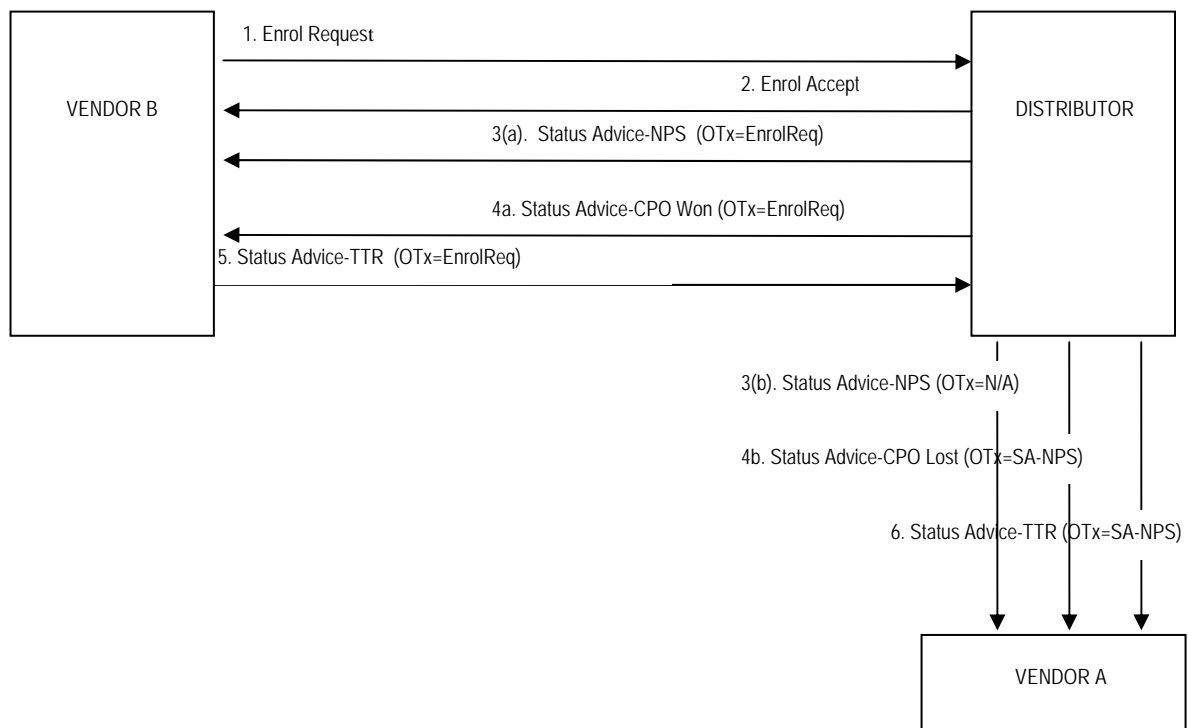 1. Enrol Request
2. Enrol Accept
VENDOR B
DISTRIBUTOR
3(a). Status Advice-NPS (OTx=EnrolReq)
4a. Status Advice-CPO Won (OTx=EnrolReq)
5. Status Advice-TTR (OTx=EnrolReq)
3(b). Status Advice-NPS (OTx=N/A)
4b. Status Advice-CPO Lost (OTx=SA-NPS)
6. Status Advice-TTR (OTx=SA-NPS)
VENDOR A